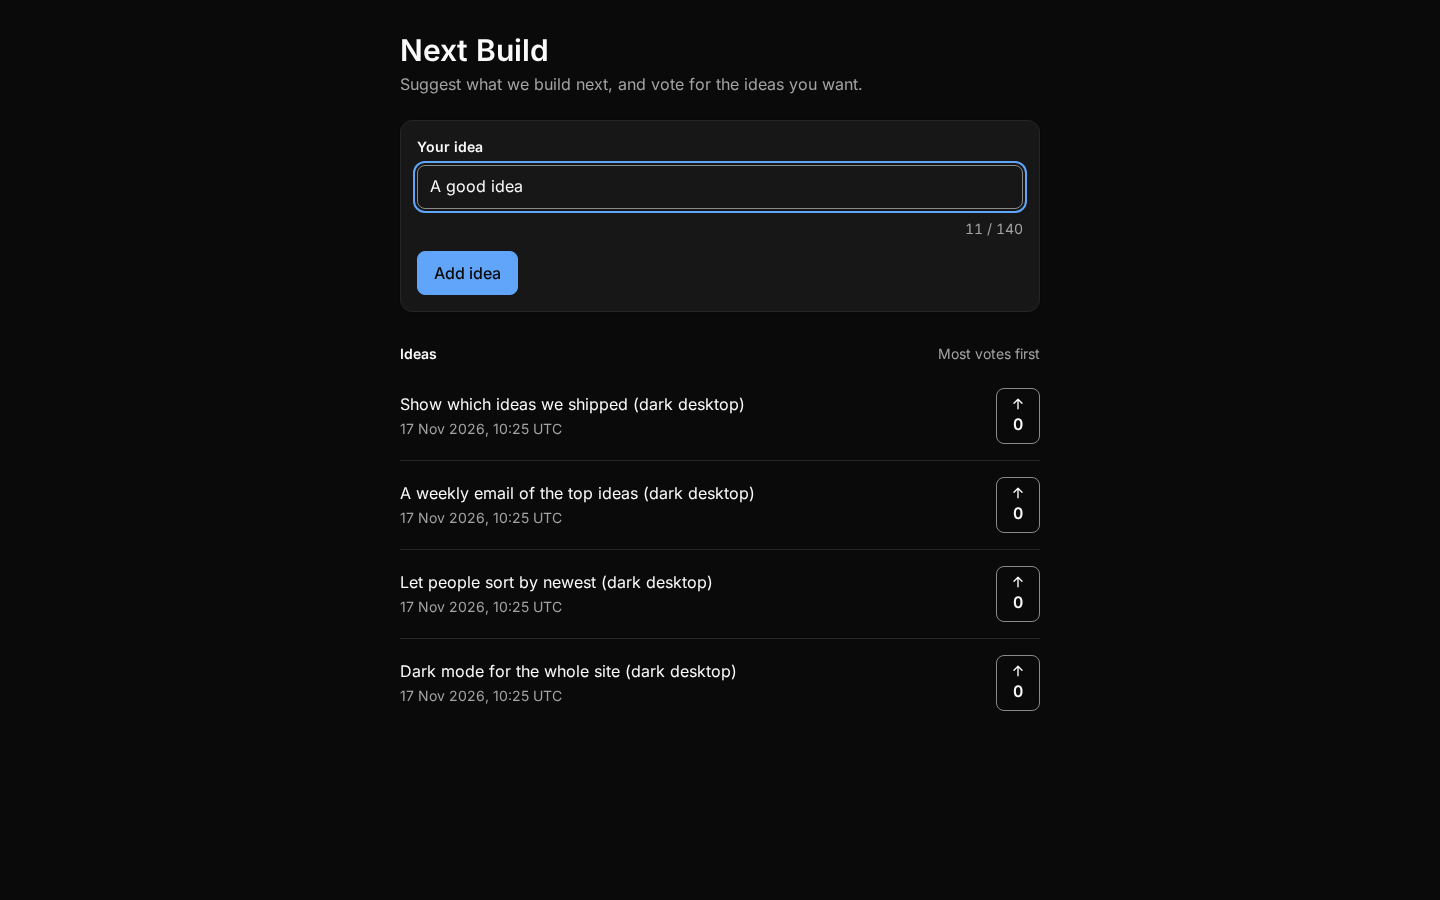 Next Build
Suggest what we build next, and vote for the ideas you want.
Your idea
A good idea
11 / 140
Add idea
Ideas
Most votes first
Show which ideas we shipped (dark desktop)
17 Nov 2026, 10:25 UTC
↑
0
A weekly email of the top ideas (dark desktop)
17 Nov 2026, 10:25 UTC
↑
0
Let people sort by newest (dark desktop)
17 Nov 2026, 10:25 UTC
↑
0
Dark mode for the whole site (dark desktop)
17 Nov 2026, 10:25 UTC
↑
0